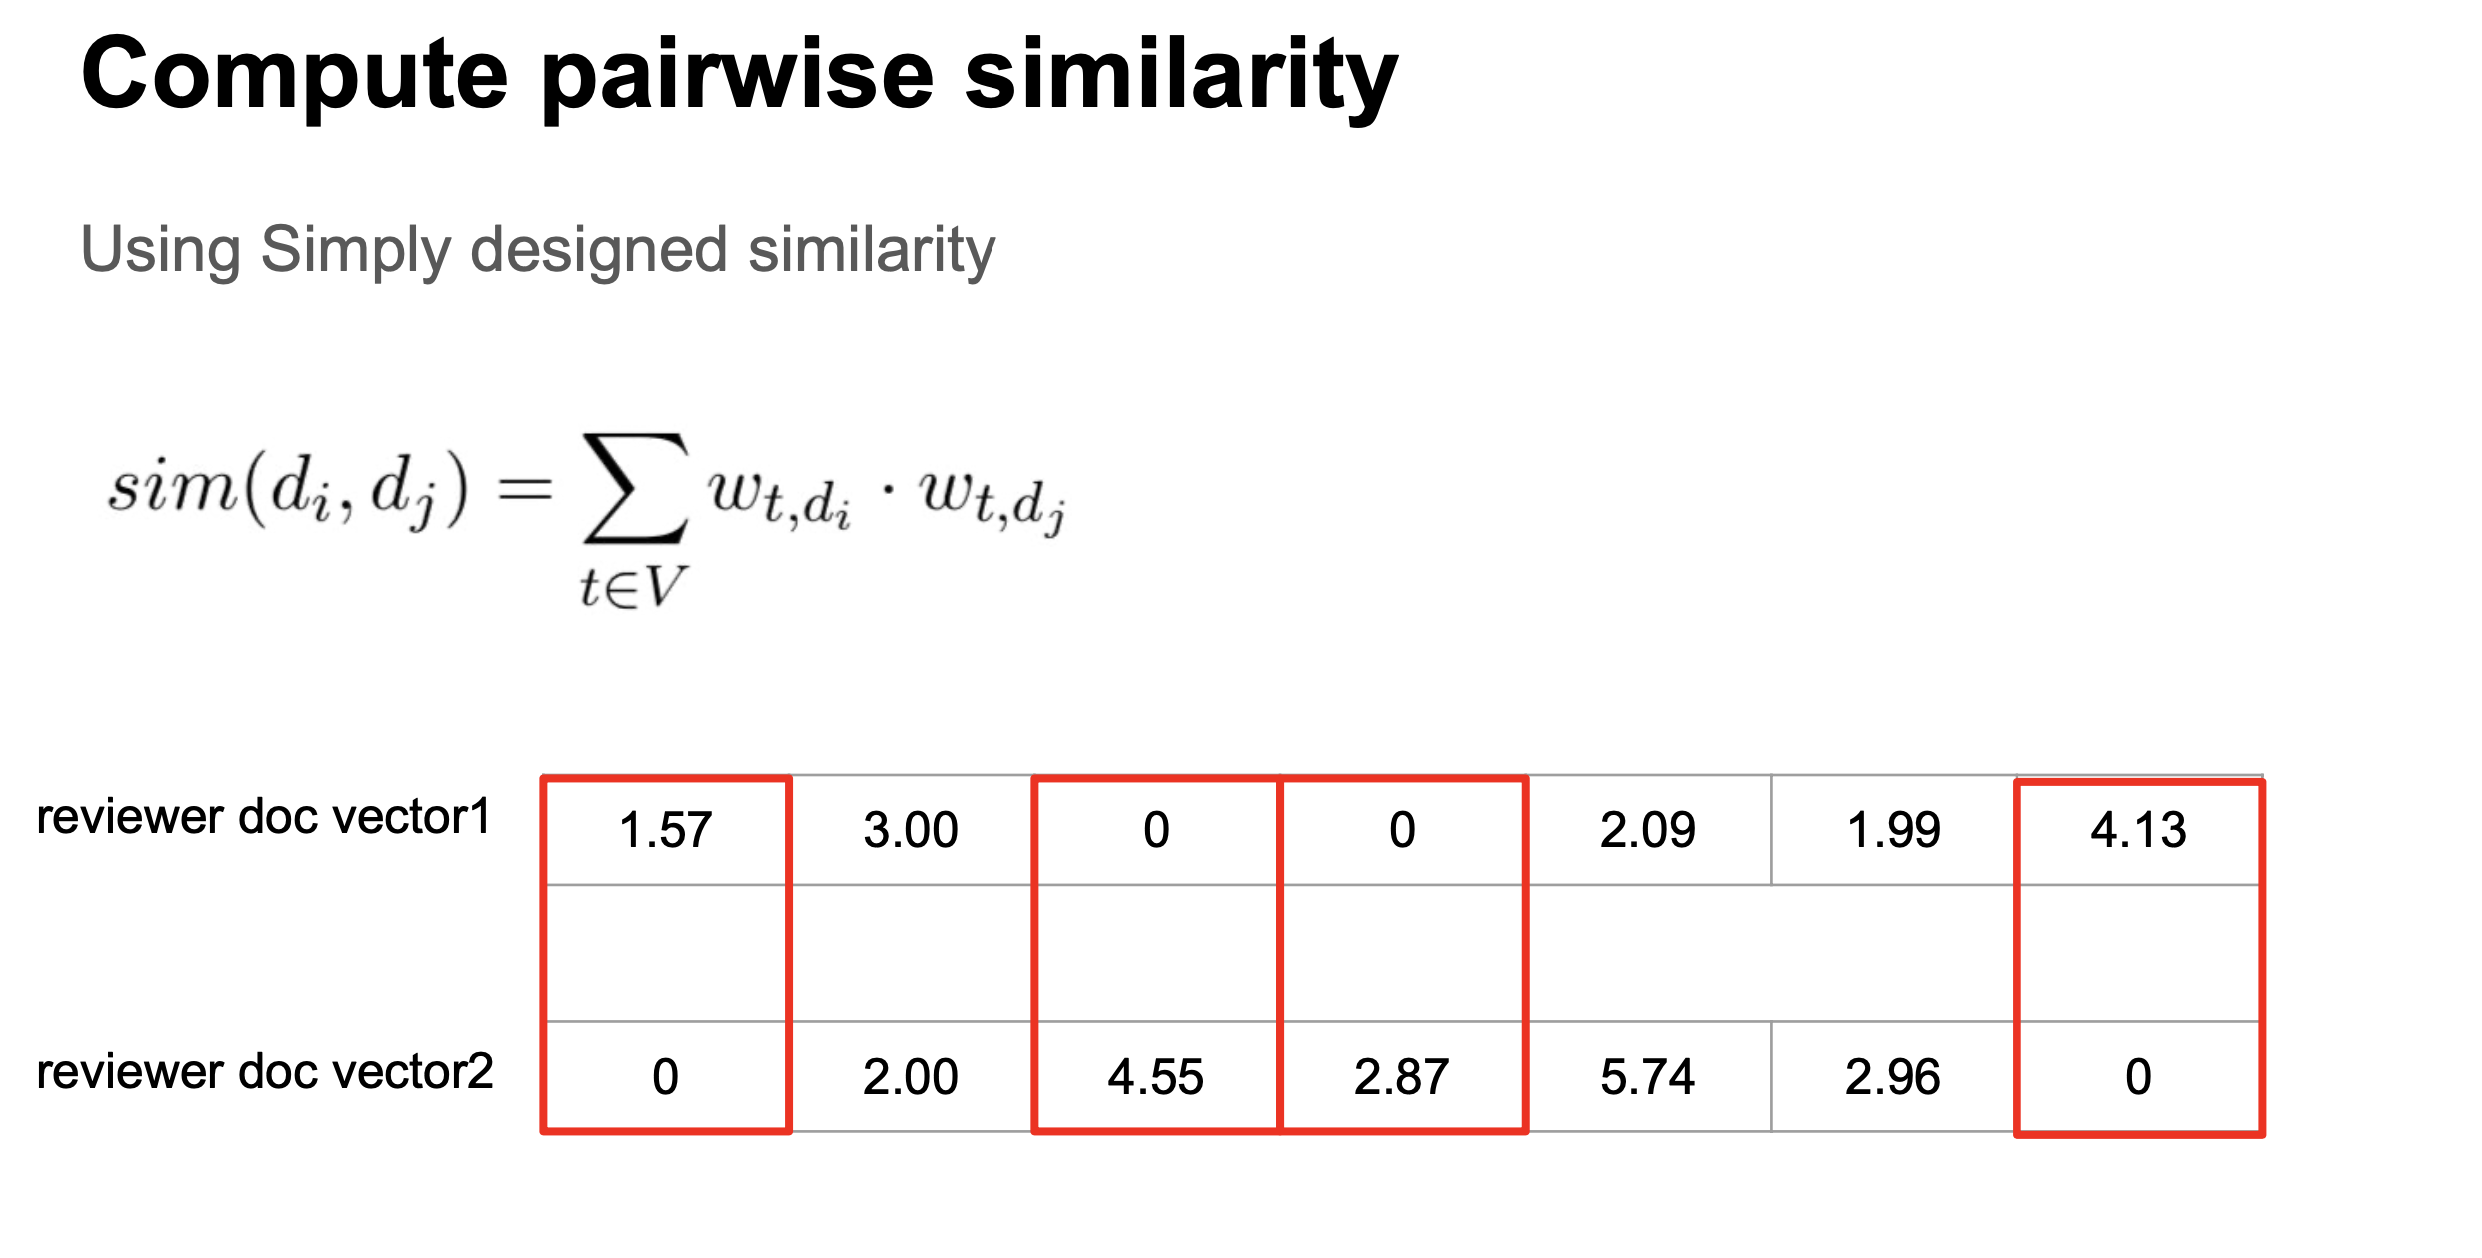 Compute pairwise similarity
Using Simply designed similarity
sim(d_i, d_j) = \sum_{t \in V} w_{t,d_i} \cdot w_{t,d_j}
reviewer doc vector1 1.57 3.00 0 0 2.09 1.99 4.13
reviewer doc vector2 0 2.00 4.55 2.87 5.74 2.96 0